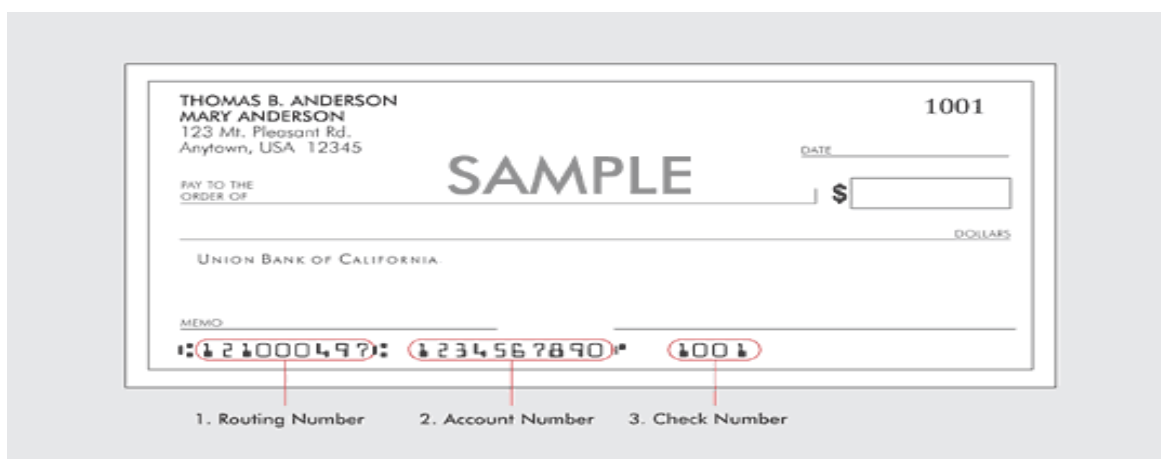 THOMAS B. ANDERSON
MARY ANDERSON
123 Mt. Pleasant Rd.
Anytown, USA 12345
1001
DATE
SAMPLE
PAY TO THE
ORDER OF
$
DOLLARS
UNION BANK OF CALIFORNIA
MEMO
⑆121000497⑆ 1234567890⑈ 1001
1. Routing Number 2. Account Number 3. Check Number